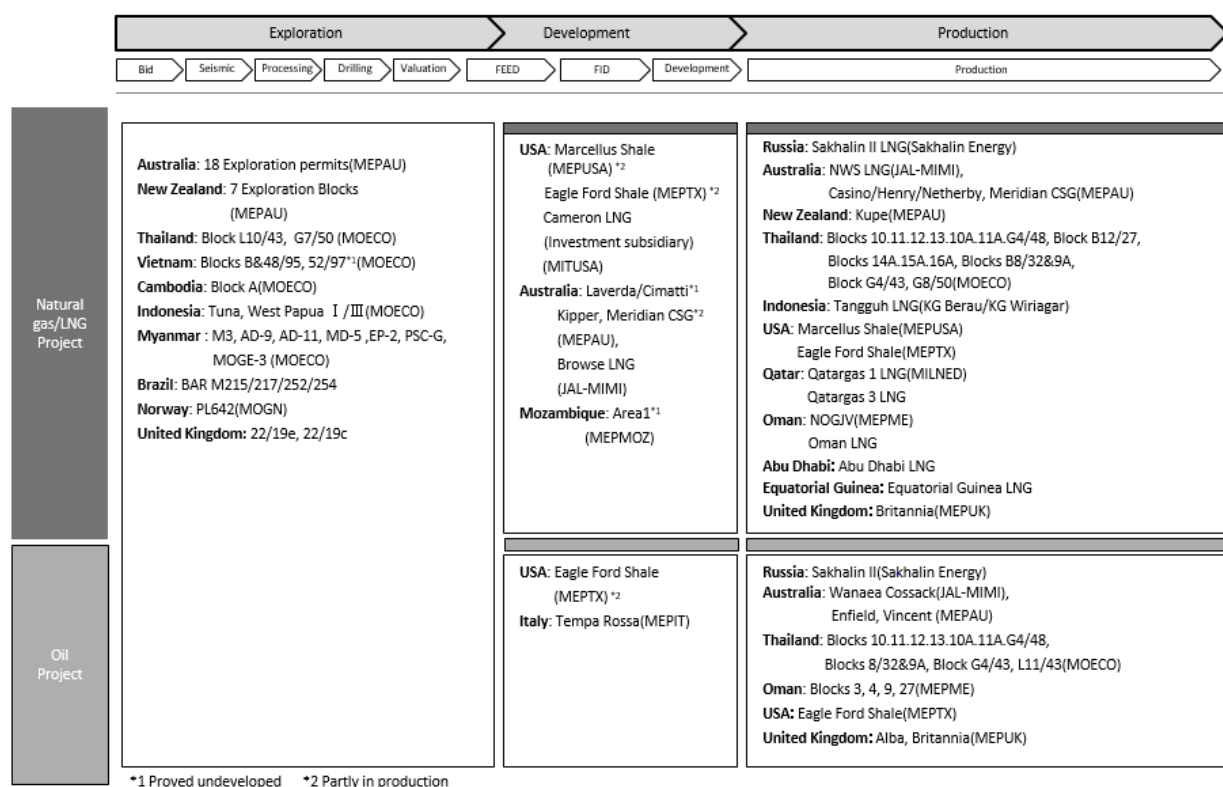 Exploration
Development
Production
Bid
Seismic
Processing
Drilling
Valuation
FEED
FID
Development
Production
Natural
gas/LNG
Project
Australia: 18 Exploration permits(MEPAU)
New Zealand: 7 Exploration Blocks
(MEPAU)
Thailand: Block L10/43, G7/50 (MOECO)
Vietnam: Blocks B&48/95, 52/97*1(MOECO)
Cambodia: Block A(MOECO)
Indonesia: Tuna, West Papua Ⅰ/Ⅲ(MOECO)
Myanmar : M3, AD-9, AD-11, MD-5 ,EP-2, PSC-G,
MOGE-3 (MOECO)
Brazil: BAR M215/217/252/254
Norway: PL642(MOGN)
United Kingdom: 22/19e, 22/19c
USA: Marcellus Shale
(MEPUSA) *2
Eagle Ford Shale (MEPTX) *2
Cameron LNG
(Investment subsidiary)
(MITUSA)
Australia: Laverda/Cimatti*1
Kipper, Meridian CSG*2
(MEPAU),
Browse LNG
(JAL-MIMI)
Mozambique: Area1*1
(MEPMOZ)
Russia: Sakhalin II LNG(Sakhalin Energy)
Australia: NWS LNG(JAL-MIMI),
Casino/Henry/Netherby, Meridian CSG(MEPAU)
New Zealand: Kupe(MEPAU)
Thailand: Blocks 10.11.12.13.10A.11A.G4/48, Block B12/27,
Blocks 14A.15A.16A, Blocks B8/32&9A,
Block G4/43, G8/50(MOECO)
Indonesia: Tangguh LNG(KG Berau/KG Wiriagar)
USA: Marcellus Shale(MEPUSA)
Eagle Ford Shale(MEPTX)
Qatar: Qatargas 1 LNG(MILNED)
Qatargas 3 LNG
Oman: NOGJV(MEPME)
Oman LNG
Abu Dhabi: Abu Dhabi LNG
Equatorial Guinea: Equatorial Guinea LNG
United Kingdom: Britannia(MEPUK)
Oil
Project
USA: Eagle Ford Shale
(MEPTX) *2
Italy: Tempa Rossa(MEPIT)
Russia: Sakhalin II(Sakhalin Energy)
Australia: Wanaea Cossack(JAL-MIMI),
Enfield, Vincent (MEPAU)
Thailand: Blocks 10.11.12.13.10A.11A.G4/48,
Blocks 8/32&9A, Block G4/43, L11/43(MOECO)
Oman: Blocks 3, 4, 9, 27(MEPME)
USA: Eagle Ford Shale(MEPTX)
United Kingdom: Alba, Britannia(MEPUK)
*1 Proved undeveloped *2 Partly in production